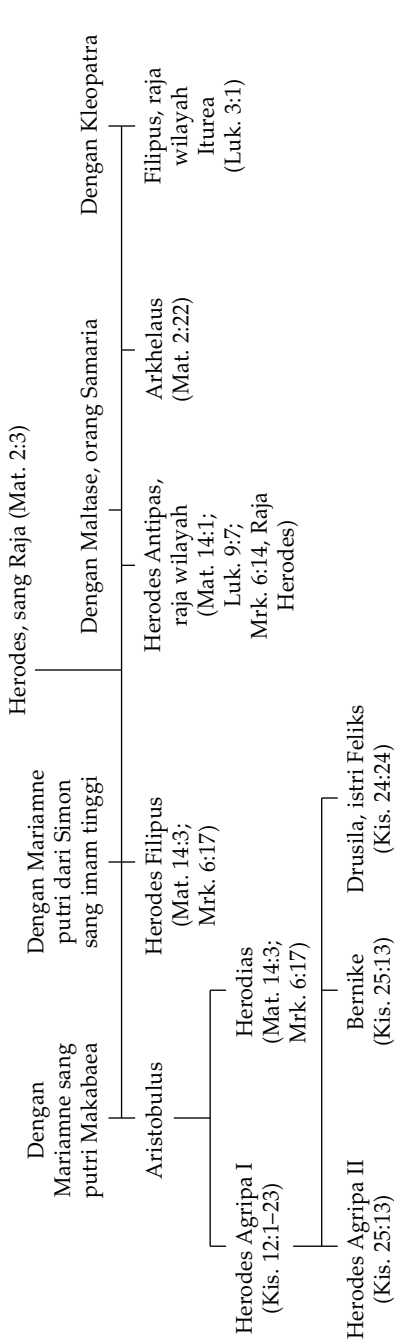 Herodes, sang Raja (Mat. 2:3)
Dengan
Mariamne sang
putri Makabaea
Dengan Mariamne
putri dari Simon
sang imam tinggi
Dengan Maltase, orang Samaria
Dengan Kleopatra
Aristobulus
Herodes Filipus
(Mat. 14:3;
Mrk. 6:17)
Herodes Antipas,
raja wilayah
(Mat. 14:1;
Luk. 9:7;
Mrk. 6:14, Raja
Herodes)
Arkhelaus
(Mat. 2:22)
Filipus, raja
wilayah
Iturea
(Luk. 3:1)
Herodes Agripa I
(Kis. 12:1–23)
Herodias
(Mat. 14:3;
Mrk. 6:17)
Herodes Agripa II
(Kis. 25:13)
Bernike
(Kis. 25:13)
Drusila, istri Feliks
(Kis. 24:24)